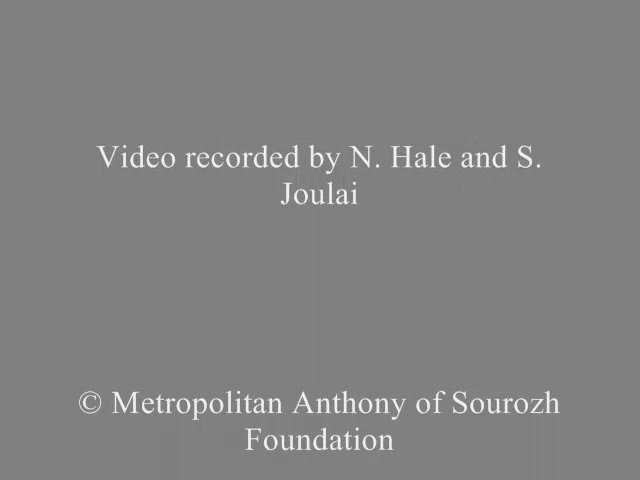 Video recorded by N. Hale and S.
Joulai
© Metropolitan Anthony of Sourozh
Foundation